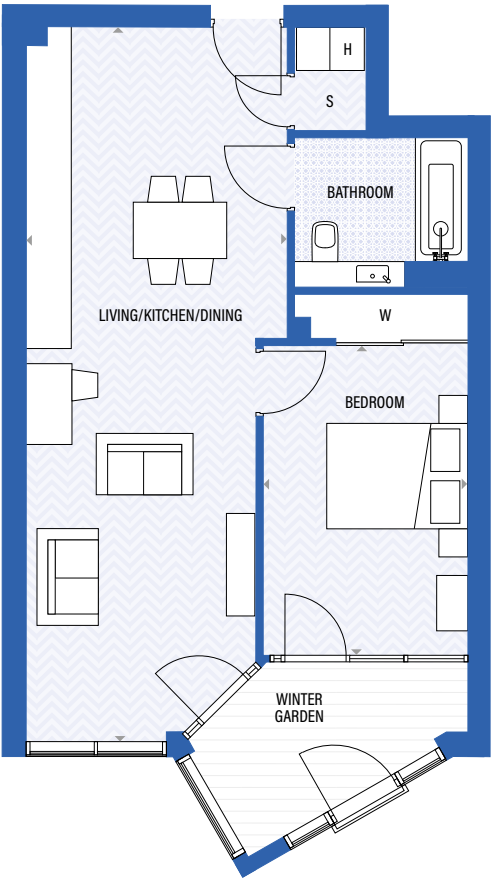 H
S
BATHROOM
LIVING/KITCHEN/DINING
W
BEDROOM
WINTER
GARDEN